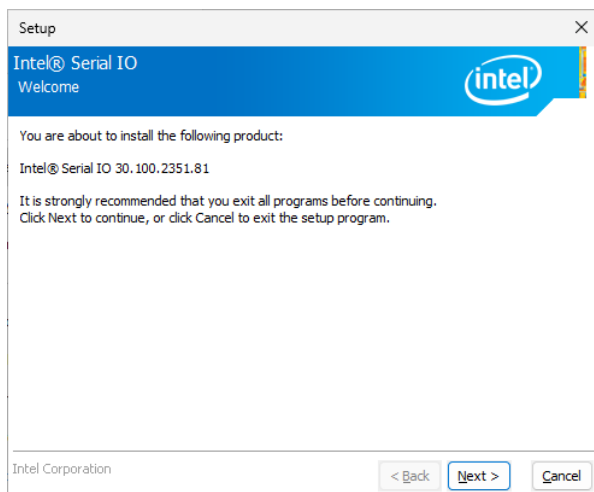 Setup
Intel® Serial IO
Welcome
intel
You are about to install the following product:
Intel® Serial IO 30.100.2351.81
It is strongly recommended that you exit all programs before continuing.
Click Next to continue, or click Cancel to exit the setup program.
Intel Corporation
< Back Next > Cancel